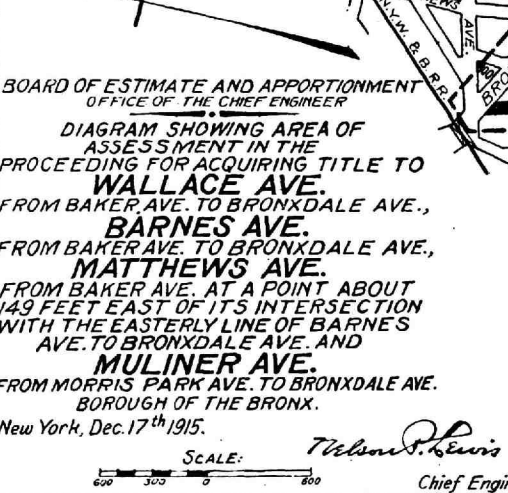 N.Y.W. & B.R.R.
AVE.
BOARD OF ESTIMATE AND APPORTIONMENT
OFFICE OF THE CHIEF ENGINEER
DIAGRAM SHOWING AREA OF
ASSESSMENT IN THE
PROCEEDING FOR ACQUIRING TITLE TO
WALLACE AVE.
FROM BAKER AVE. TO BRONXDALE AVE.,
BARNES AVE.
FROM BAKER AVE. TO BRONXDALE AVE.,
MATTHEWS AVE.
FROM BAKER AVE. AT A POINT ABOUT
149 FEET EAST OF ITS INTERSECTION
WITH THE EASTERLY LINE OF BARNES
AVE. TO BRONXDALE AVE. AND
MULINER AVE.
FROM MORRIS PARK AVE. TO BRONXDALE AVE.
BOROUGH OF THE BRONX.
New York, Dec. 17th 1915.
Nelson P. Lewis
Chief Engi
SCALE:
600 300 0 600